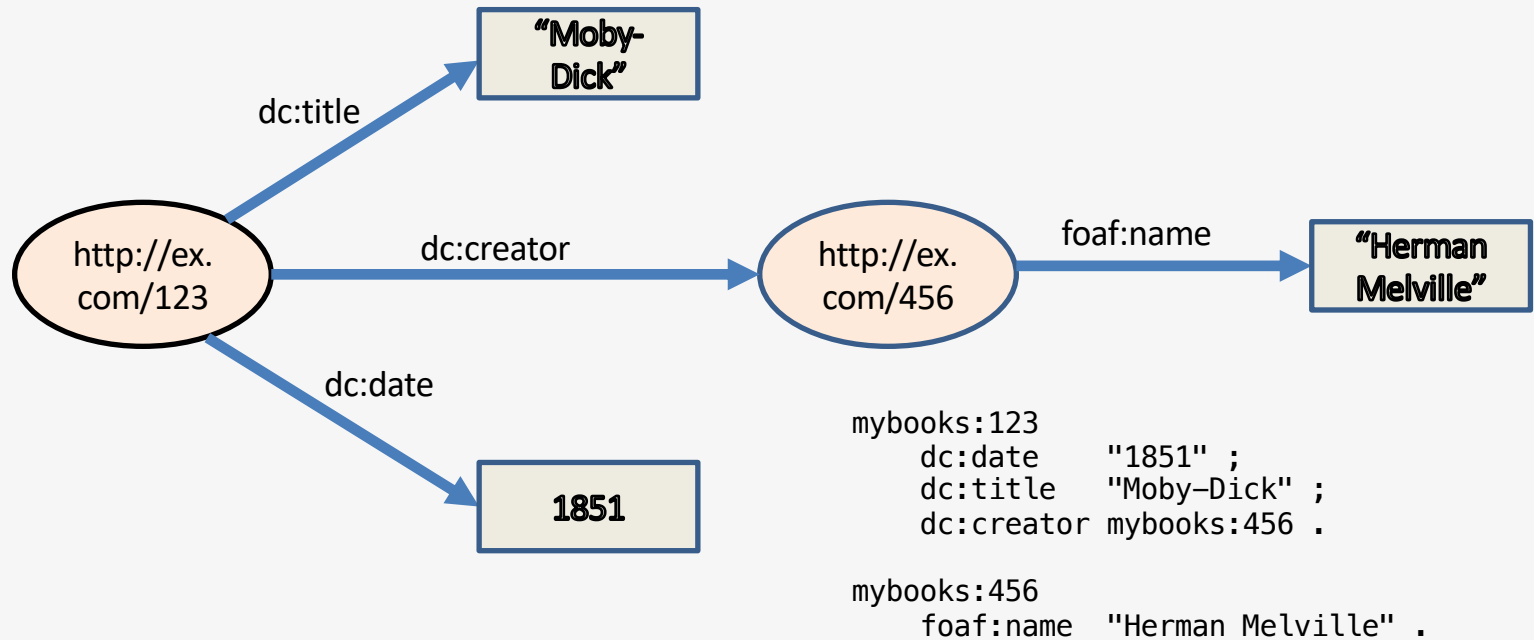 “Moby-
Dick”
dc:title
http://ex.
com/123
dc:creator
http://ex.
com/456
foaf:name
“Herman
Melville”
dc:date
1851
mybooks:123
    dc:date    "1851" ;
    dc:title   "Moby–Dick" ;
    dc:creator mybooks:456 .
mybooks:456
    foaf:name  "Herman Melville" .